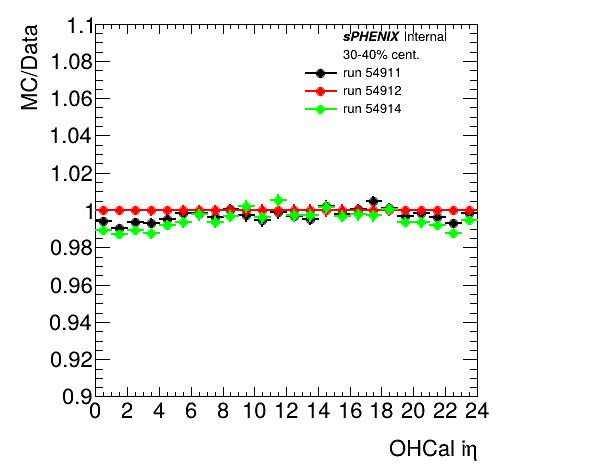 MC/Data
1.1
1.08
1.06
1.04
1.02
1
0.98
0.96
0.94
0.92
0.9
sPHENIX Internal
30-40% cent.
run 54911
run 54912
run 54914
0 2 4 6 8 10 12 14 16 18 20 22 24
OHCal iη